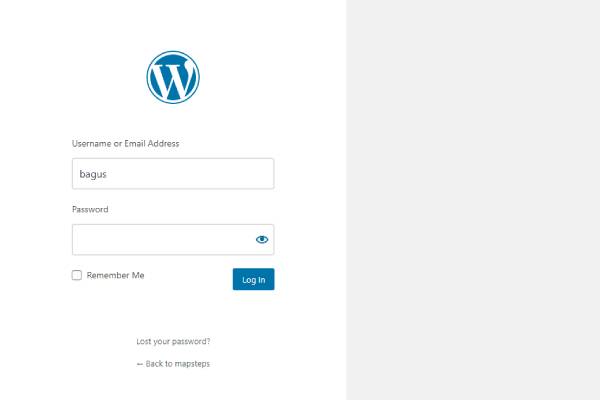 Username or Email Address
bagus
Password
Remember Me
Log In
Lost your password?
← Back to mapsteps